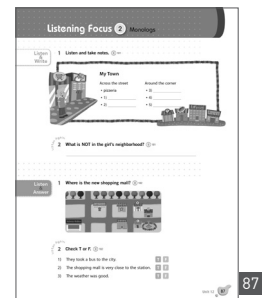 Listening Focus 2 Monologue
Listen
&
Write
1 Listen and take notes.
My Town
Across the street
Around the corner
• pizzeria
• 3)
• 1)
• 4)
• 2)
• 5)
2 What is NOT in the girl's neighborhood?
Listen
&
Answer
1 Where is the new shopping mall?
2 Check T or F.
1) They took a bus to the city. T F
2) The shopping mall is very close to the station. T F
3) The weather was good. T F
87
87